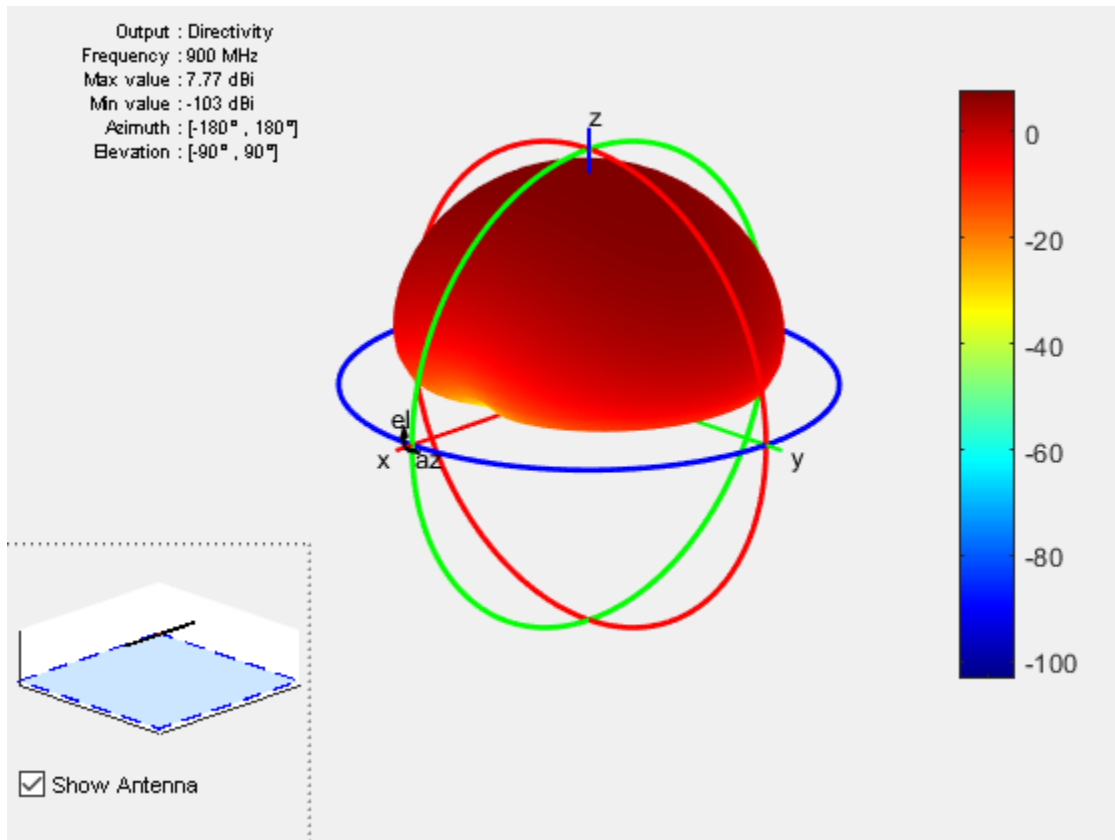 Output : Directivity
Frequency : 900 MHz
Max value : 7.77 dBi
Min value : -103 dBi
Azimuth : [-180° , 180°]
Elevation : [-90° , 90°]
z
0
-20
-40
-60
-80
-100
el
x
az
y
Show Antenna